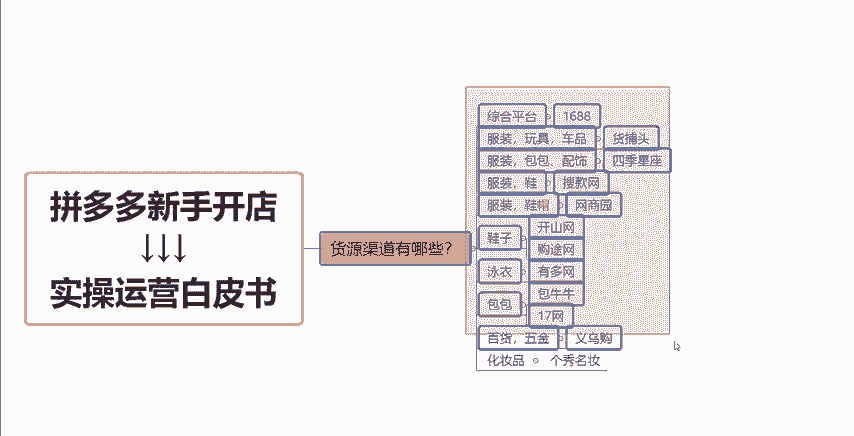 拼多多新手开店
↓↓↓
实操运营白皮书
货源渠道有哪些？
综合平台 1688
服装，玩具，车品 货捕头
服装，包包、配饰 四季星座
服装，鞋 搜款网
服装，鞋帽 网商园
鞋子 开山网
购途网
泳衣 有多网
包包 包牛牛
17网
百货，五金 义乌购
化妆品 个秀名妆